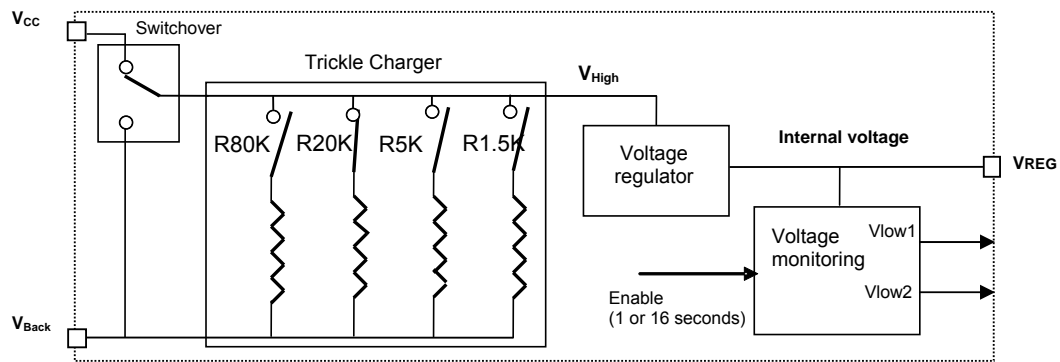 VCC
Switchover
Trickle Charger
VHigh
R80K
R20K
R5K
R1.5K
Voltage
regulator
Internal voltage
VREG
Voltage
monitoring
Vlow1
Vlow2
Enable
(1 or 16 seconds)
VBack